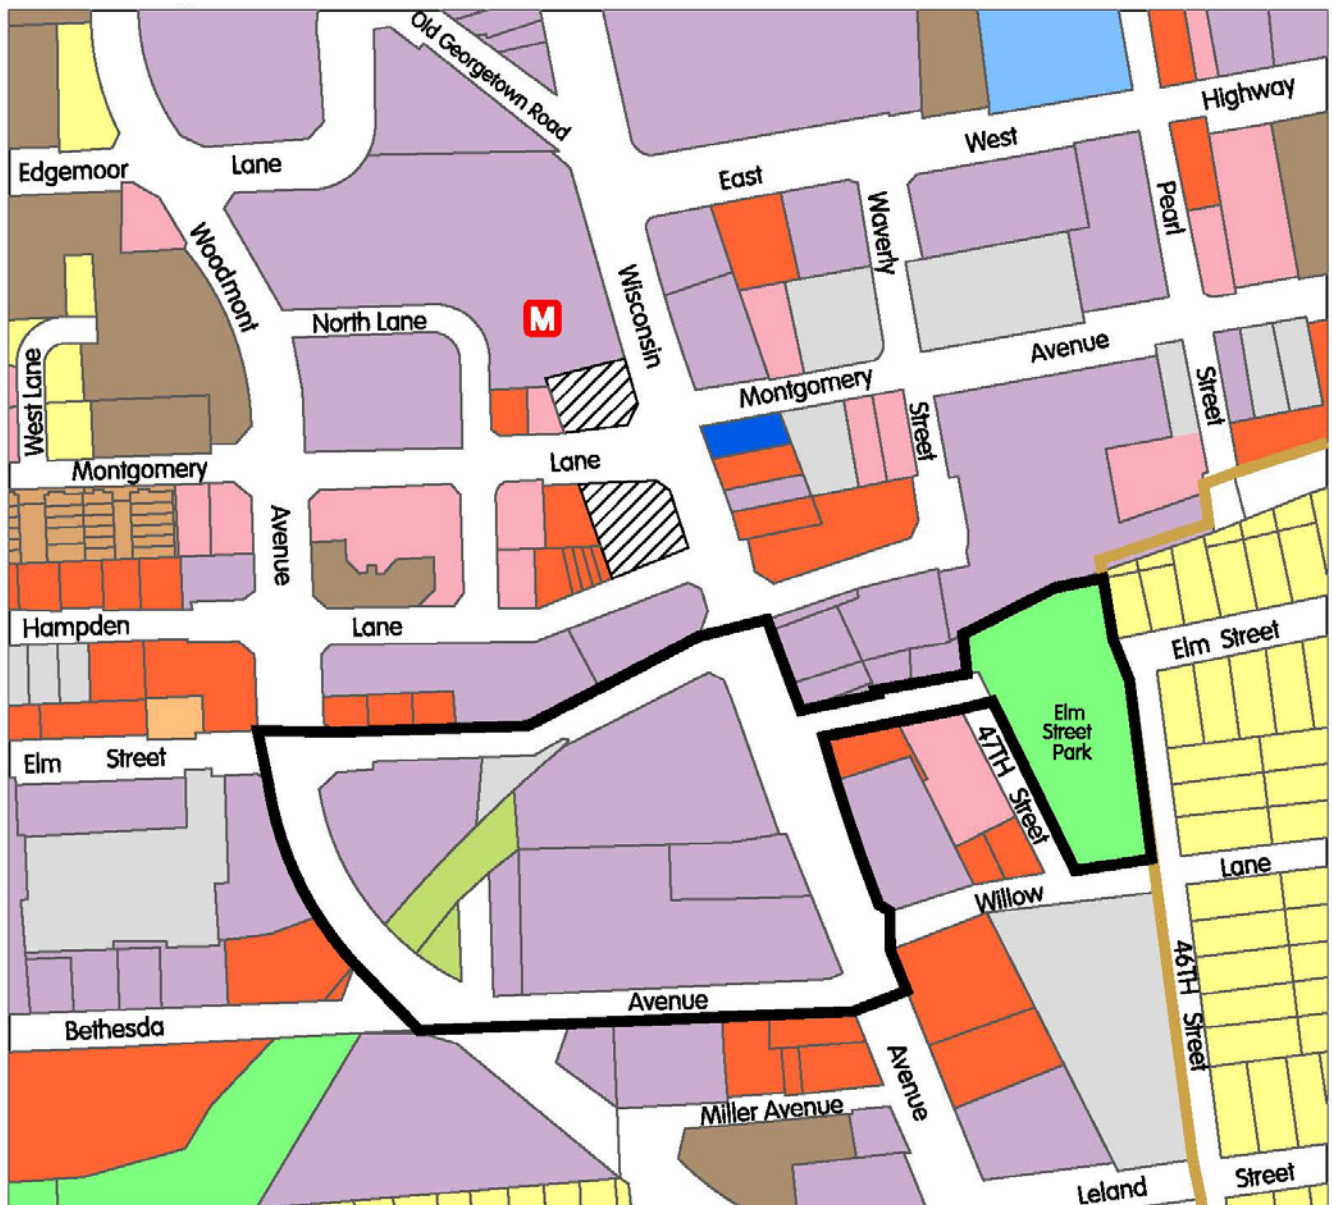 Old Georgetown Road
Highway
West
East
Edgemoor
Lane
Pearl
Waverly
Woodmont
Wisconsin
M
North Lane
Avenue
West Lane
Montgomery
Street
Street
Montgomery
Lane
Avenue
Hampden
Lane
Elm Street
Elm
Street
Park
47TH Street
Elm Street
Lane
Willow
46TH Street
Avenue
Bethesda
Avenue
Miller Avenue
Leland
Street